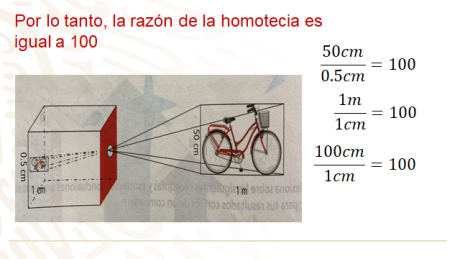 Por lo tanto, la razón de la homotecia es
igual a 100
50cm
0.5cm
= 100
1m
1cm
= 100
100cm
1cm
= 100
0.5 cm
1 cm
50 cm
1 m